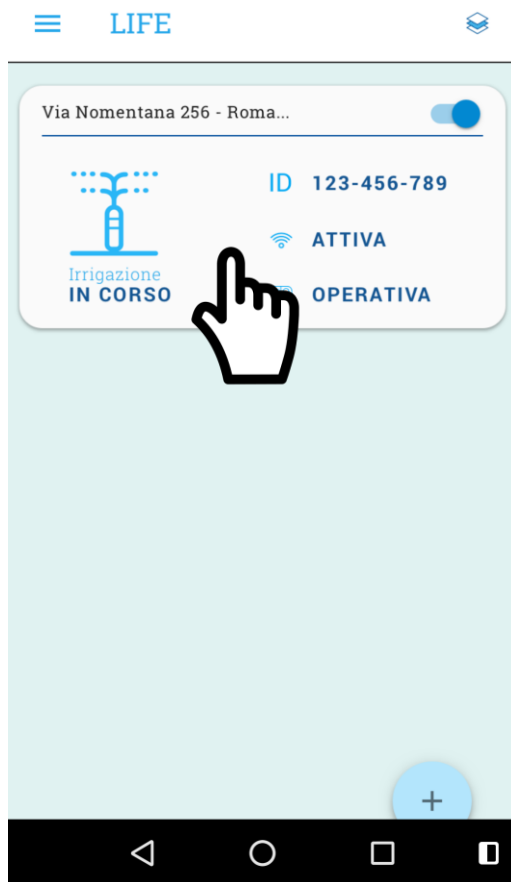 LIFE
Via Nomentana 256 - Roma...
ID 123-456-789
ATTIVA
Irrigazione
IN CORSO
OPERATIVA
+